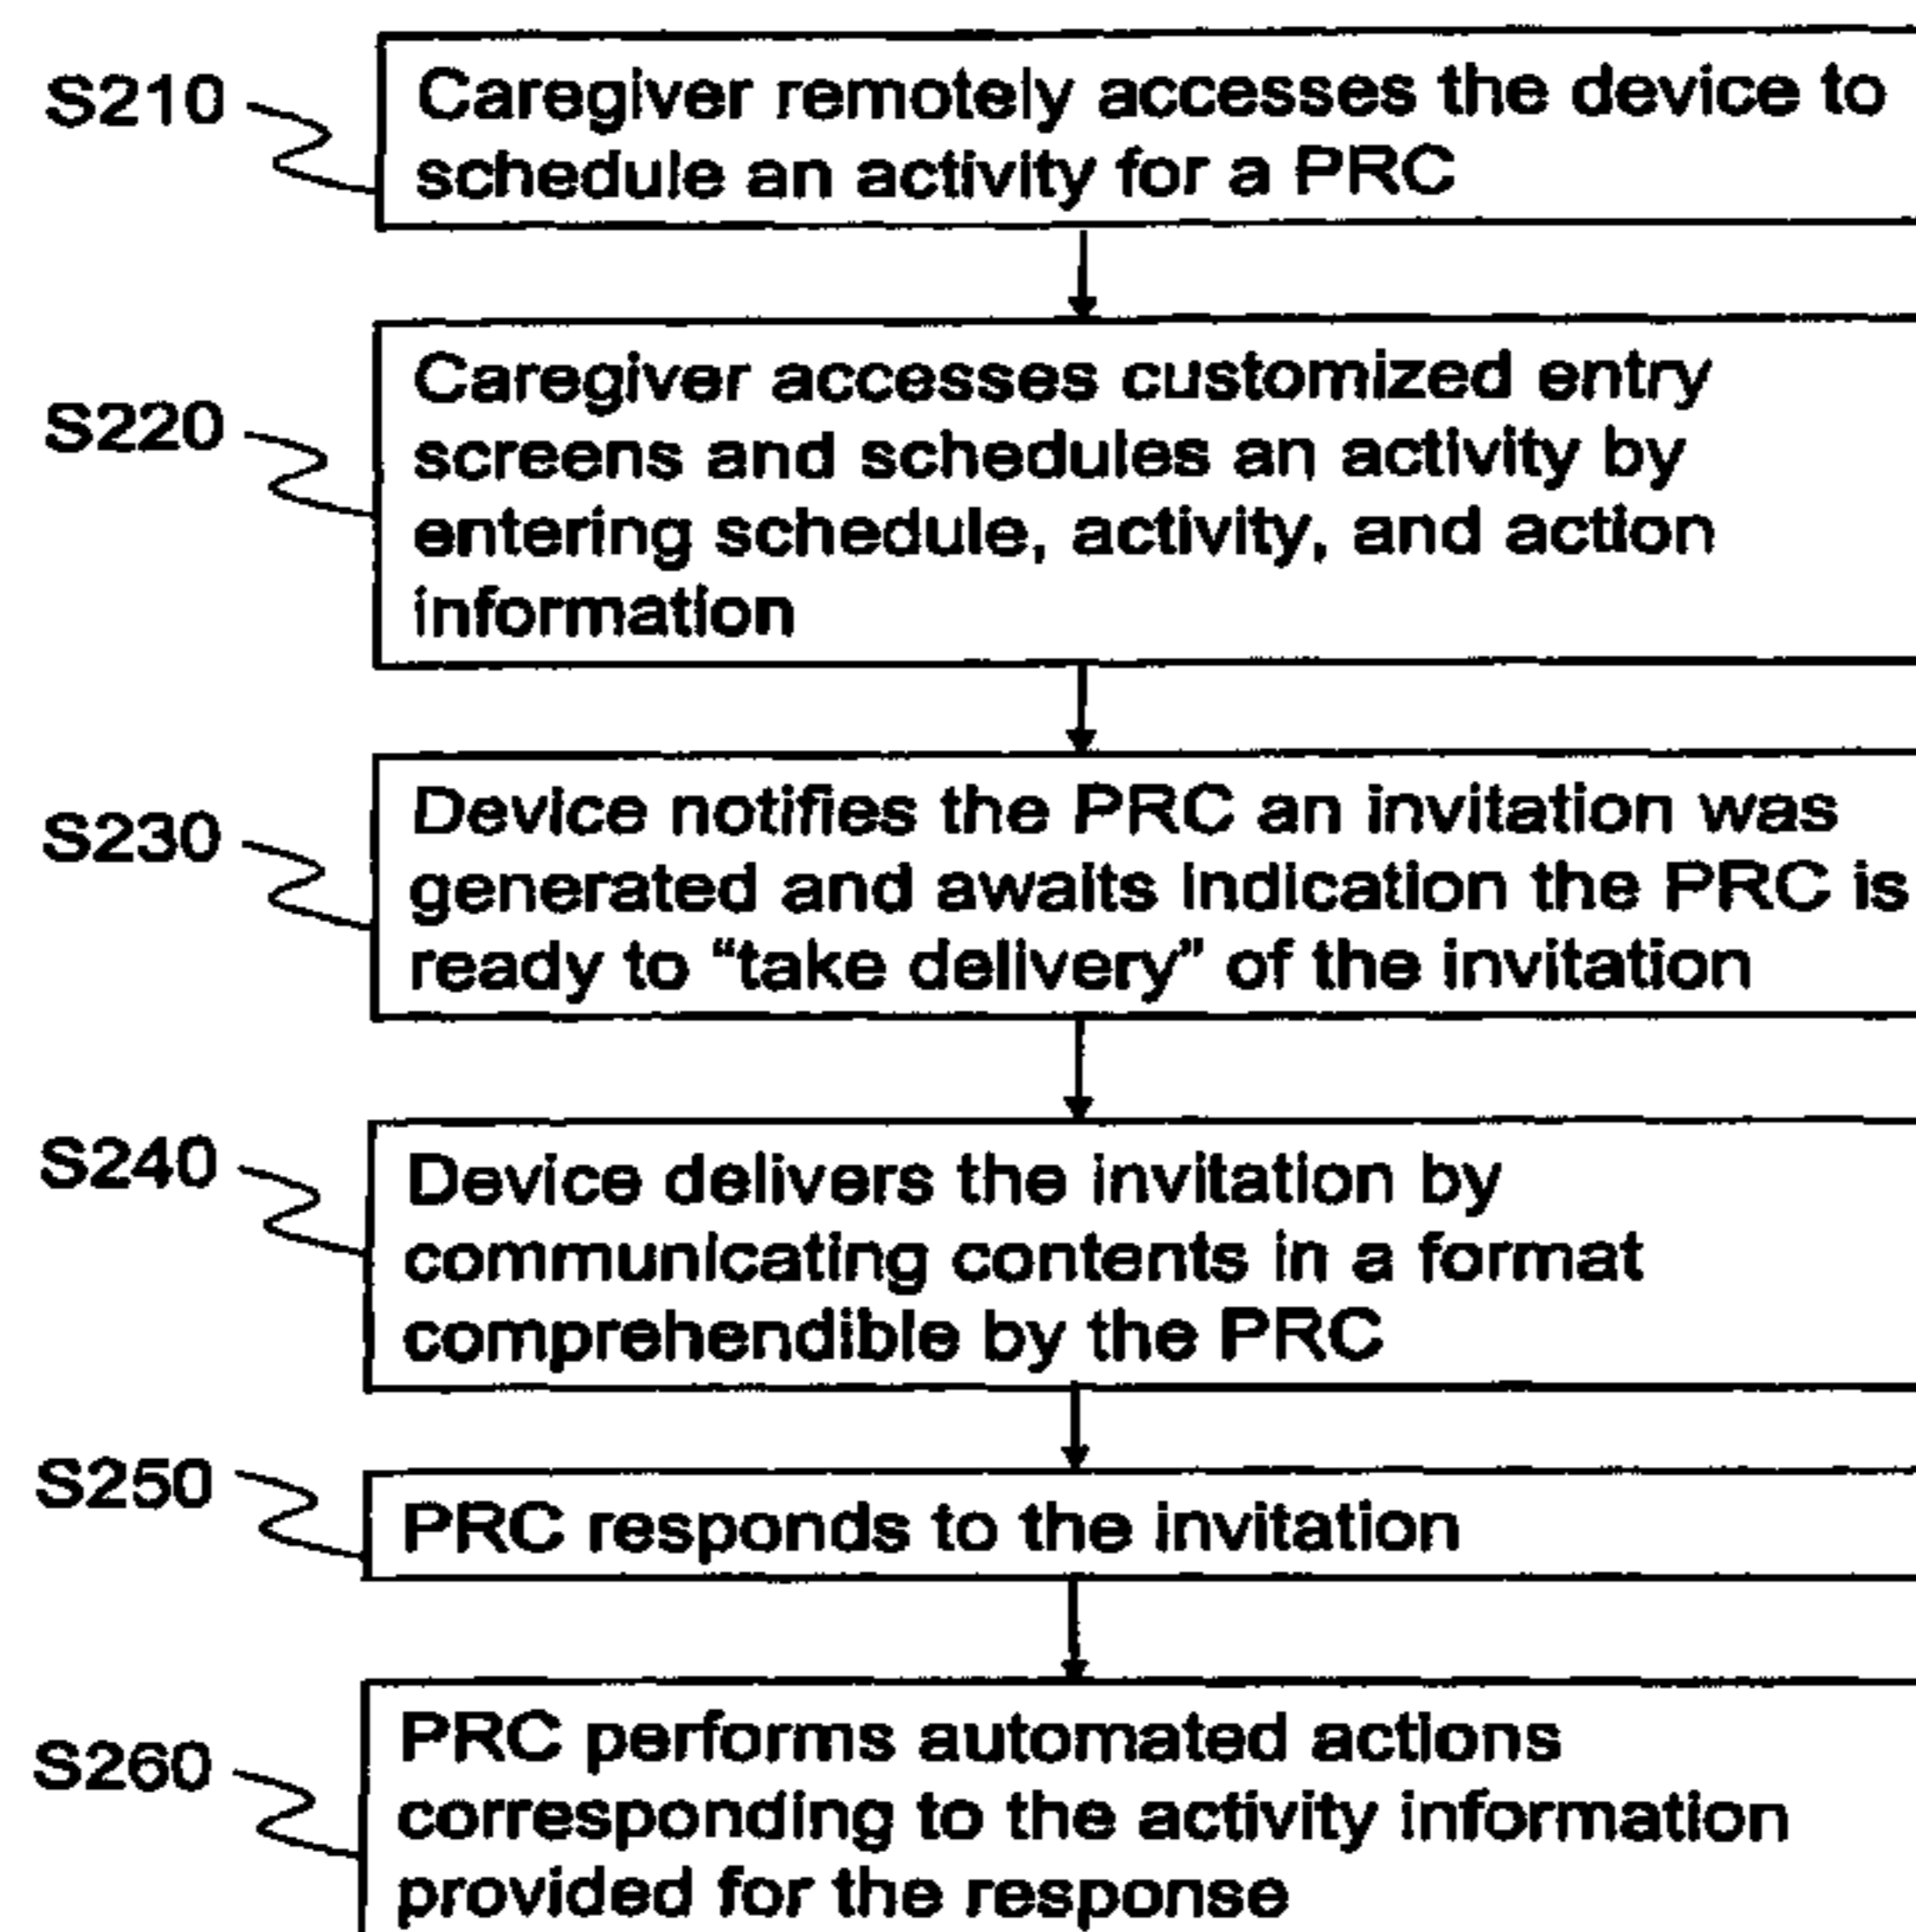 S210
Caregiver remotely accesses the device to
schedule an activity for a PRC
S220
Caregiver accesses customized entry
screens and schedules an activity by
entering schedule, activity, and action
information
S230
Device notifies the PRC an invitation was
generated and awaits indication the PRC is
ready to “take delivery” of the invitation
S240
Device delivers the invitation by
communicating contents in a format
comprehendible by the PRC
S250
PRC responds to the invitation
S260
PRC performs automated actions
corresponding to the activity information
provided for the response